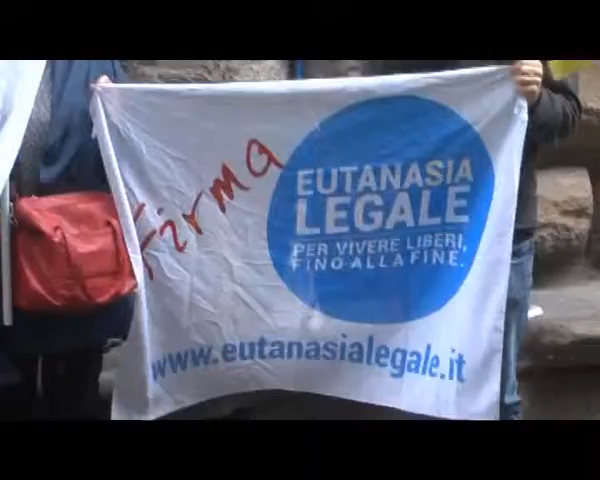 Firma
EUTANASIA
LEGALE
PER VIVERE LIBERI,
FINO ALLA FINE.
www.eutanasialegale.it